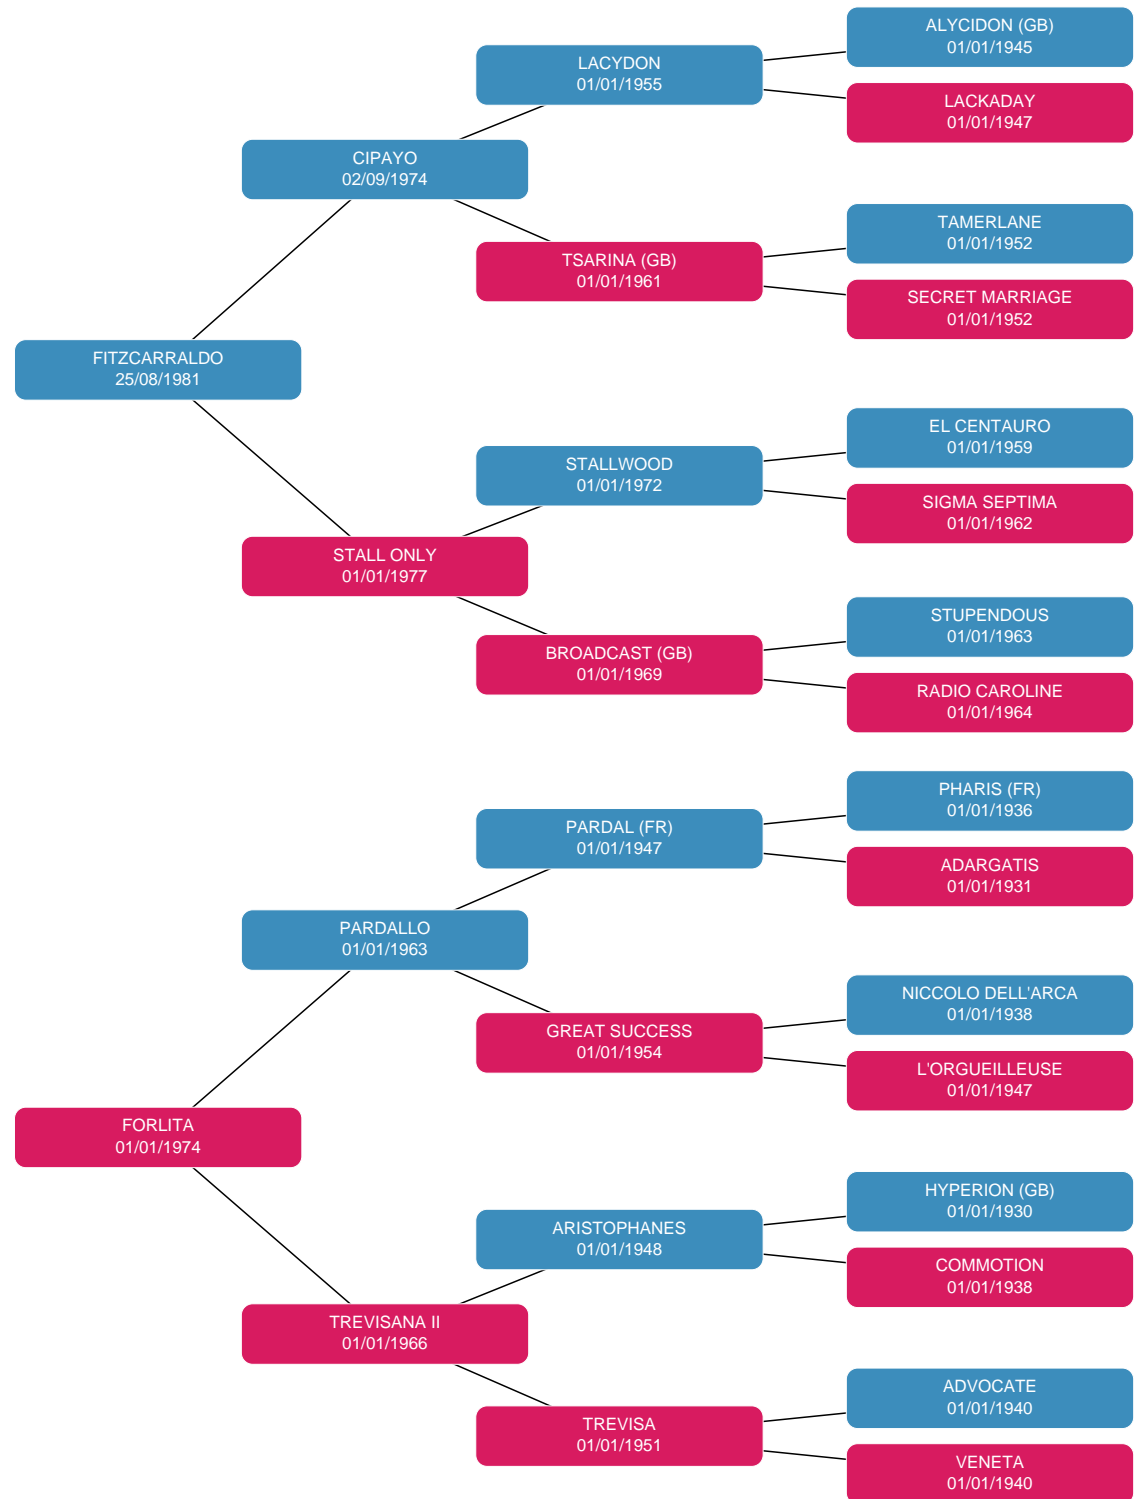 ALYCIDON (GB)
01/01/1945
LACYDON
01/01/1955
LACKADAY
01/01/1947
CIPAYO
02/09/1974
TAMERLANE
01/01/1952
TSARINA (GB)
01/01/1961
SECRET MARRIAGE
01/01/1952
FITZCARRALDO
25/08/1981
EL CENTAURO
01/01/1959
STALLWOOD
01/01/1972
SIGMA SEPTIMA
01/01/1962
STALL ONLY
01/01/1977
STUPENDOUS
01/01/1963
BROADCAST (GB)
01/01/1969
RADIO CAROLINE
01/01/1964
PHARIS (FR)
01/01/1936
PARDAL (FR)
01/01/1947
ADARGATIS
01/01/1931
PARDALLO
01/01/1963
NICCOLO DELL'ARCA
01/01/1938
GREAT SUCCESS
01/01/1954
L'ORGUEILLEUSE
01/01/1947
FORLITA
01/01/1974
HYPERION (GB)
01/01/1930
ARISTOPHANES
01/01/1948
COMMOTION
01/01/1938
TREVISANA II
01/01/1966
ADVOCATE
01/01/1940
TREVISA
01/01/1951
VENETA
01/01/1940